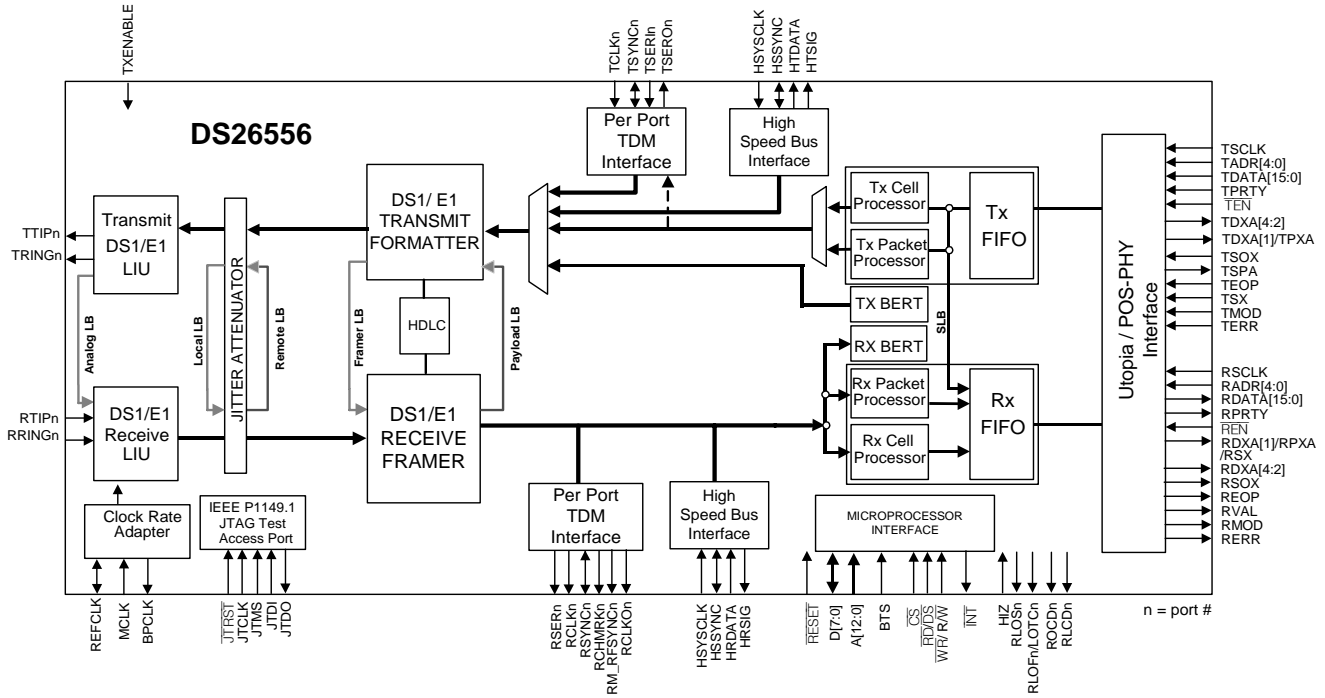 TXENABLE
TCLKn
TSYNCn
TSERIn
TSEROn
HSYSCLK
HSSYNC
HTDATA
HTSIG
DS26556
Per Port
TDM
Interface
High
Speed Bus
Interface
Transmit
DS1/E1
LIU
TTIPn
TRINGn
JITTER ATTENUATOR
DS1/ E1
TRANSMIT
FORMATTER
Tx Cell
Processor
Tx Packet
Processor
Tx
FIFO
TX BERT
RX BERT
SLB
HDLC
Analog LB
Local LB
Remote LB
Framer LB
Payload LB
RTIPn
RRINGn
DS1/E1
Receive
LIU
DS1/E1
RECEIVE
FRAMER
Rx Packet
Processor
Rx Cell
Processor
Rx
FIFO
Utopia / POS-PHY
Interface
TSCLK
TADR[4:0]
TDATA[15:0]
TPRTY
TEN
TDXA[4:2]
TDXA[1]/TPXA
TSOX
TSPA
TEOP
TSX
TMOD
TERR
RSCLK
RADR[4:0]
RDATA[15:0]
RPRTY
REN
RDXA[1]/RPXA
/RSX
RDXA[4:2]
RSOX
REOP
RVAL
RMOD
RERR
Clock Rate
Adapter
IEEE P1149.1
JTAG Test
Access Port
Per Port
TDM
Interface
High
Speed Bus
Interface
MICROPROCESSOR
INTERFACE
REFCLK
MCLK
BPCLK
JTRST
JTCLK
JTMS
JTDI
JTDO
RSERn
RCLKn
RSYNCn
RCHMRKn
RM_RFSYNCn
RCLKOn
HSYSCLK
HSSYNC
HRDATA
HRSIG
RESET
D[7:0]
A[12:0]
BTS
CS
RD/DS
WR/ R/W
INT
HIZ
RLOSn
RLOFn/LOTCn
ROCDn
RLCDn
n = port #